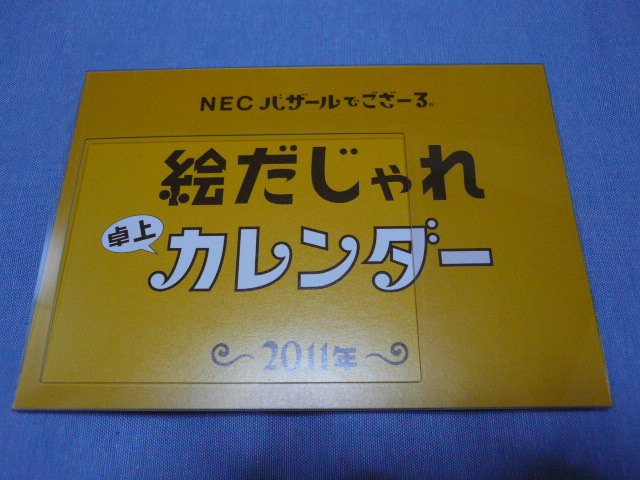 NEC バザールでござーる®
絵だじゃれ
卓上
カレンダー
～2011年～